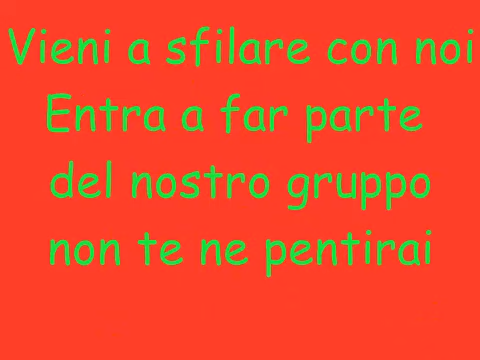 Vieni a sfilare con noi
Entra a far parte
del nostro gruppo
non te ne pentirai